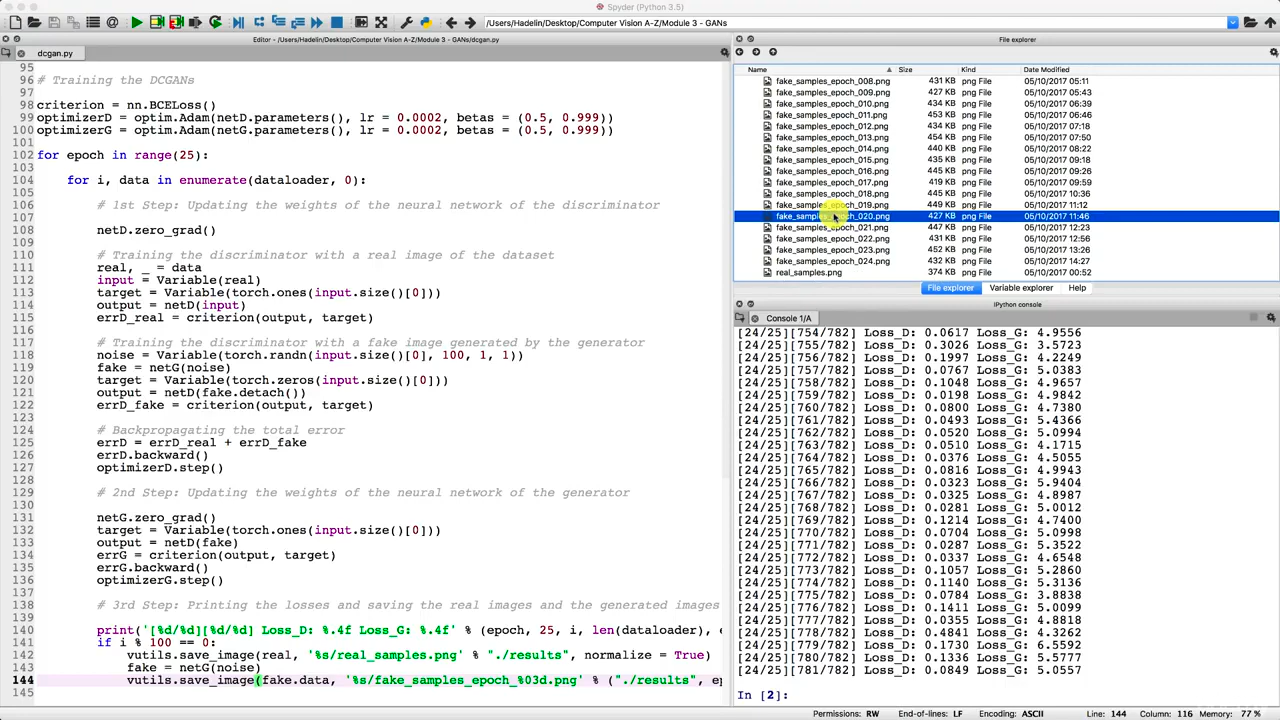 Spyder (Python 3.5)
/Users/Hadelin/Desktop/Computer Vision A-Z/Module 3 - GANs
Editor - /Users/Hadelin/Desktop/Computer Vision A-Z/Module 3 - GANs/dcgan.py
dcgan.py
95
96 # Training the DCGANs
97
98 criterion = nn.BCELoss()
99 optimizerD = optim.Adam(netD.parameters(), lr = 0.0002, betas = (0.5, 0.999))
100 optimizerG = optim.Adam(netG.parameters(), lr = 0.0002, betas = (0.5, 0.999))
101
102 for epoch in range(25):
103
104 for i, data in enumerate(dataloader, 0):
105
106 # 1st Step: Updating the weights of the neural network of the discriminator
107
108 netD.zero_grad()
109
110 # Training the discriminator with a real image of the dataset
111 real, _ = data
112 input = Variable(real)
113 target = Variable(torch.ones(input.size()[0]))
114 output = netD(input)
115 errD_real = criterion(output, target)
116
117 # Training the discriminator with a fake image generated by the generator
118 noise = Variable(torch.randn(input.size()[0], 100, 1, 1))
119 fake = netG(noise)
120 target = Variable(torch.zeros(input.size()[0]))
121 output = netD(fake.detach())
122 errD_fake = criterion(output, target)
123
124 # Backpropagating the total error
125 errD = errD_real + errD_fake
126 errD.backward()
127 optimizerD.step()
128
129 # 2nd Step: Updating the weights of the neural network of the generator
130
131 netG.zero_grad()
132 target = Variable(torch.ones(input.size()[0]))
133 output = netD(fake)
134 errG = criterion(output, target)
135 errG.backward()
136 optimizerG.step()
137
138 # 3rd Step: Printing the losses and saving the real images and the generated images
139
140 print('[%d/%d][%d/%d] Loss_D: %.4f Loss_G: %.4f' % (epoch, 25, i, len(dataloader), e
141 if i % 100 == 0:
142 vutils.save_image(real, '%s/real_samples.png' % "./results", normalize = True)
143 fake = netG(noise)
144 vutils.save_image(fake.data, '%s/fake_samples_epoch_%03d.png' % ("./results", ep
145
File explorer
Name Size Kind Date Modified
fake_samples_epoch_008.png 431 KB png File 05/10/2017 05:11
fake_samples_epoch_009.png 427 KB png File 05/10/2017 05:43
fake_samples_epoch_010.png 434 KB png File 05/10/2017 06:39
fake_samples_epoch_011.png 453 KB png File 05/10/2017 06:46
fake_samples_epoch_012.png 434 KB png File 05/10/2017 07:18
fake_samples_epoch_013.png 454 KB png File 05/10/2017 07:50
fake_samples_epoch_014.png 440 KB png File 05/10/2017 08:22
fake_samples_epoch_015.png 435 KB png File 05/10/2017 09:18
fake_samples_epoch_016.png 445 KB png File 05/10/2017 09:26
fake_samples_epoch_017.png 419 KB png File 05/10/2017 09:59
fake_samples_epoch_018.png 445 KB png File 05/10/2017 10:36
fake_samples_epoch_019.png 449 KB png File 05/10/2017 11:12
fake_samples_epoch_020.png 427 KB png File 05/10/2017 11:46
fake_samples_epoch_021.png 447 KB png File 05/10/2017 12:23
fake_samples_epoch_022.png 431 KB png File 05/10/2017 12:56
fake_samples_epoch_023.png 452 KB png File 05/10/2017 13:26
fake_samples_epoch_024.png 432 KB png File 05/10/2017 14:27
real_samples.png 374 KB png File 05/10/2017 00:52
File explorer Variable explorer Help
IPython console
Console 1/A
[24/25][754/782] Loss_D: 0.0617 Loss_G: 4.9556
[24/25][755/782] Loss_D: 0.3026 Loss_G: 3.5723
[24/25][756/782] Loss_D: 0.1997 Loss_G: 4.2249
[24/25][757/782] Loss_D: 0.0767 Loss_G: 5.0383
[24/25][758/782] Loss_D: 0.1048 Loss_G: 4.9657
[24/25][759/782] Loss_D: 0.0198 Loss_G: 4.9842
[24/25][760/782] Loss_D: 0.0800 Loss_G: 4.7380
[24/25][761/782] Loss_D: 0.0493 Loss_G: 5.4366
[24/25][762/782] Loss_D: 0.0520 Loss_G: 5.0994
[24/25][763/782] Loss_D: 0.0510 Loss_G: 4.1715
[24/25][764/782] Loss_D: 0.0376 Loss_G: 4.5055
[24/25][765/782] Loss_D: 0.0816 Loss_G: 4.9943
[24/25][766/782] Loss_D: 0.0323 Loss_G: 5.9404
[24/25][767/782] Loss_D: 0.0325 Loss_G: 4.8987
[24/25][768/782] Loss_D: 0.0281 Loss_G: 5.0012
[24/25][769/782] Loss_D: 0.1214 Loss_G: 4.7400
[24/25][770/782] Loss_D: 0.0704 Loss_G: 5.0998
[24/25][771/782] Loss_D: 0.0287 Loss_G: 5.3522
[24/25][772/782] Loss_D: 0.0337 Loss_G: 4.6548
[24/25][773/782] Loss_D: 0.1057 Loss_G: 5.2860
[24/25][774/782] Loss_D: 0.1140 Loss_G: 5.3136
[24/25][775/782] Loss_D: 0.0784 Loss_G: 3.8838
[24/25][776/782] Loss_D: 0.1411 Loss_G: 5.0099
[24/25][777/782] Loss_D: 0.0355 Loss_G: 4.8818
[24/25][778/782] Loss_D: 0.4841 Loss_G: 3.3262
[24/25][779/782] Loss_D: 0.1730 Loss_G: 6.5592
[24/25][780/782] Loss_D: 0.1336 Loss_G: 5.5777
[24/25][781/782] Loss_D: 0.0849 Loss_G: 5.0557
In [2]:
Permissions: RW End-of-lines: LF Encoding: ASCII Line: 144 Column: 116 Memory: 77 %